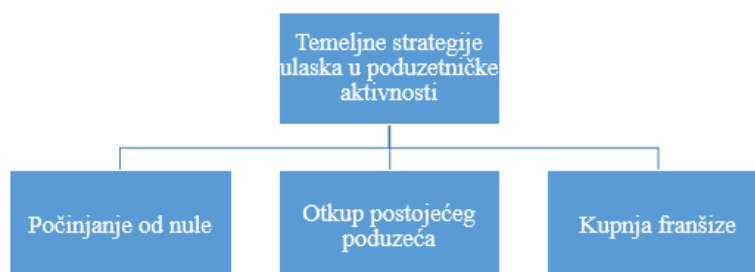 Temeljne strategije
ulaska u poduzetničke
aktivnosti
Počinjanje od nule
Otkup postojećeg
poduzeća
Kupnja franšize